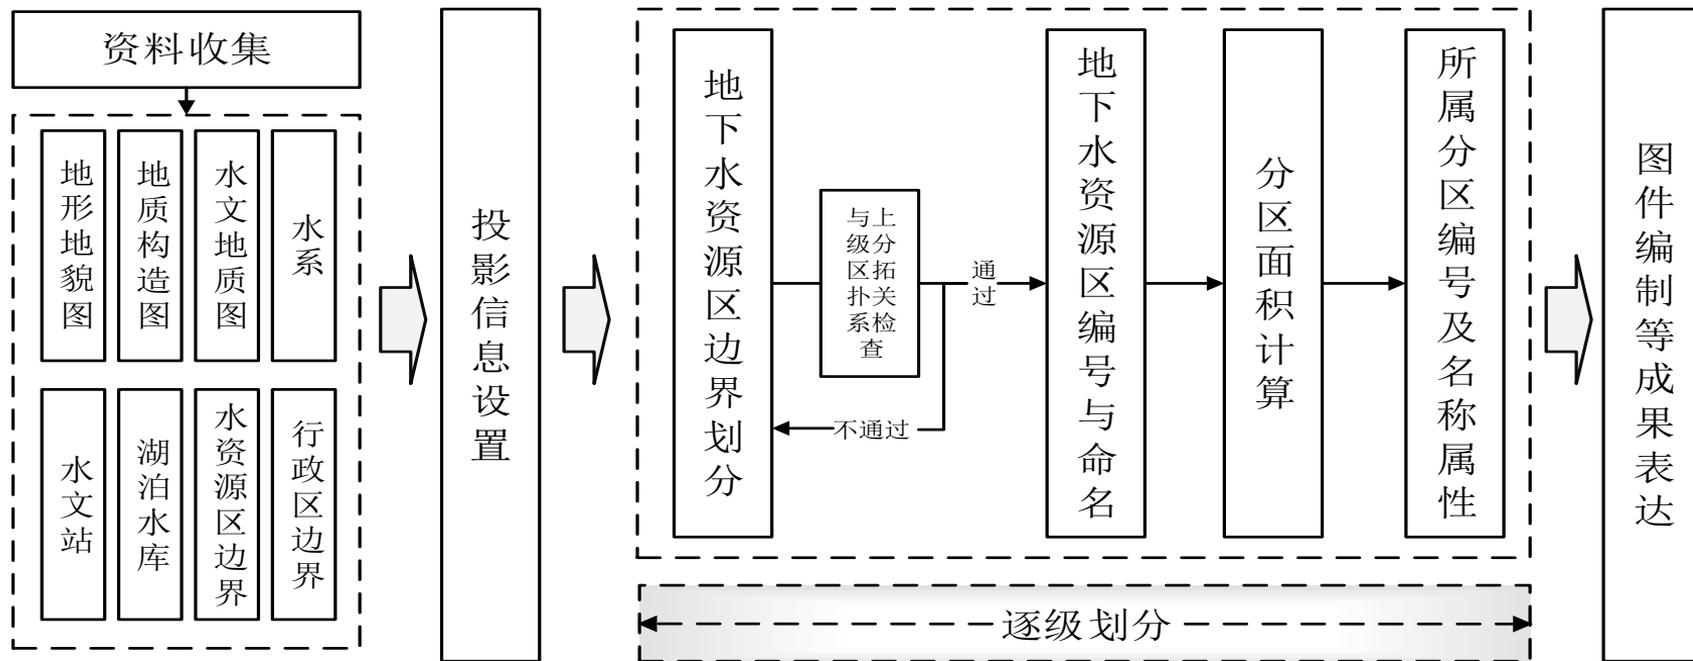 资料收集
地形地貌图
地质构造图
水文地质图
水系
水文站
湖泊水库
水资源区边界
行政区边界
投影信息设置
地下水资源区边界划分
与上级分区拓扑关系检查
通过
不通过
地下水资源区编号与命名
分区面积计算
所属分区编号及名称属性
逐级划分
图件编制等成果表达